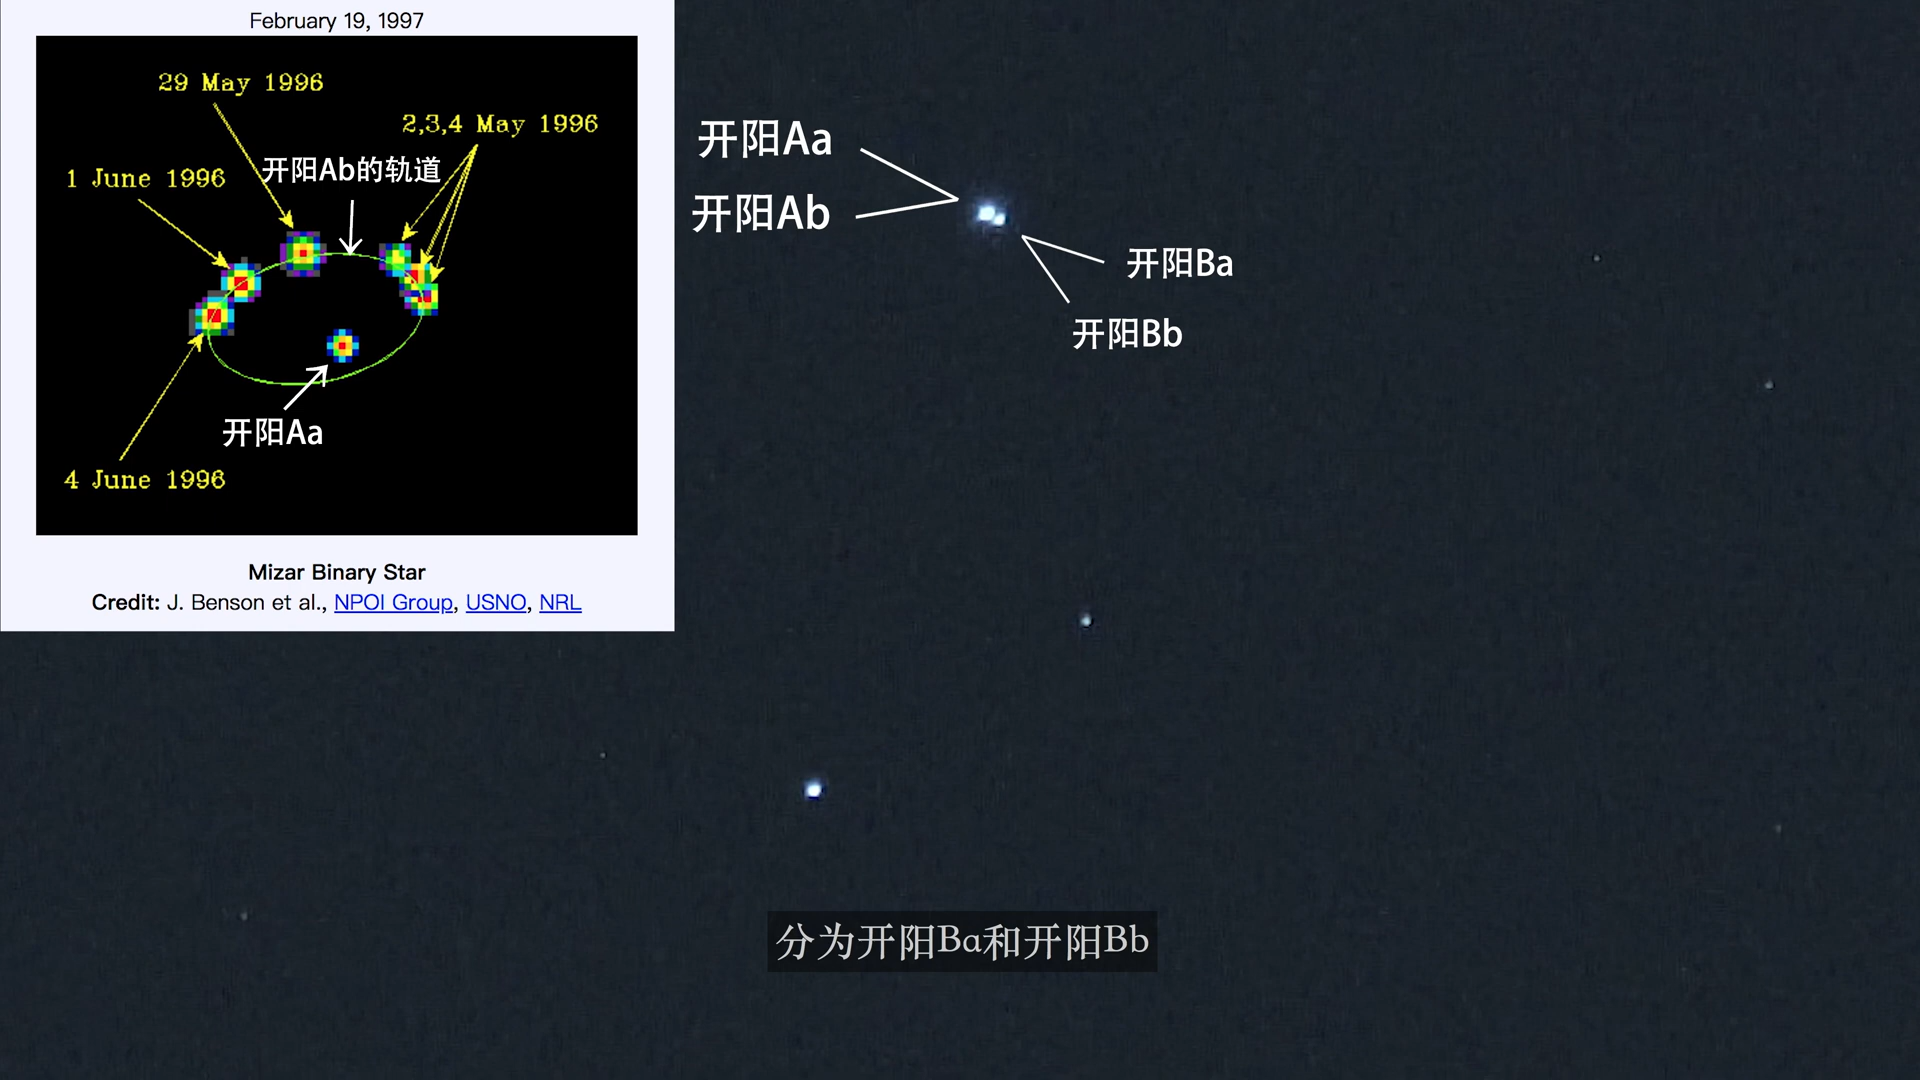 February 19, 1997
29 May 1996
2,3,4 May 1996
开阳Ab的轨道
1 June 1996
开阳Aa
4 June 1996
Mizar Binary Star
Credit: J. Benson et al., NPOI Group, USNO, NRL
开阳Aa
开阳Ab
开阳Ba
开阳Bb
分为开阳Ba和开阳Bb